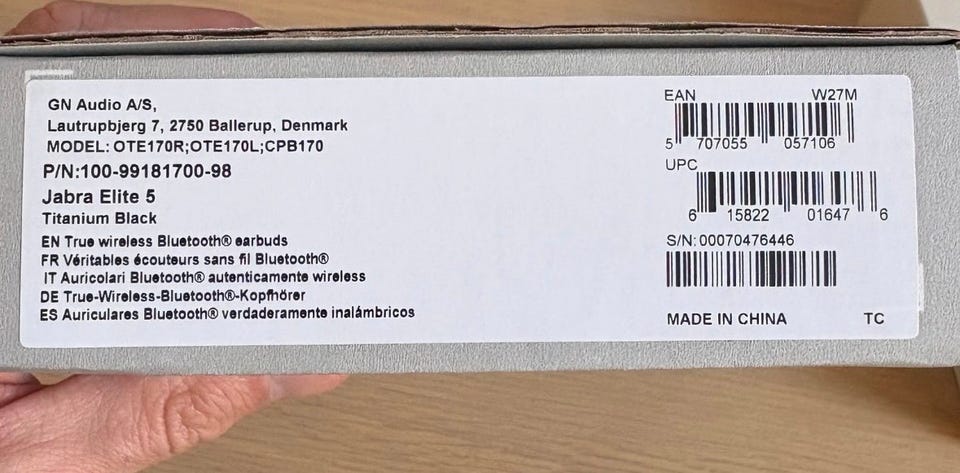 GN Audio A/S,
Lautrupbjerg 7, 2750 Ballerup, Denmark
MODEL: OTE170R;OTE170L;CPB170
P/N:100-99181700-98
Jabra Elite 5
Titanium Black
EN True wireless Bluetooth® earbuds
FR Véritables écouteurs sans fil Bluetooth®
IT Auricolari Bluetooth® autenticamente wireless
DE True-Wireless-Bluetooth®-Kopfhörer
ES Auriculares Bluetooth® verdaderamente inalámbricos
EAN W27M
5 707055 057106
UPC
6 15822 01647 6
S/N: 00070476446
MADE IN CHINA TC